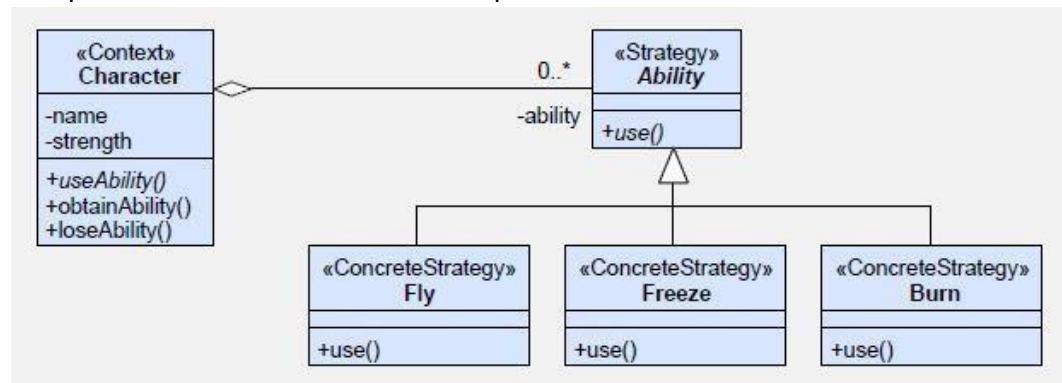 «Context»
Character
-name
-strength
+useAbility()
+obtainAbility()
+loseAbility()
0..*
-ability
«Strategy»
Ability
+use()
«ConcreteStrategy»
Fly
+use()
«ConcreteStrategy»
Freeze
+use()
«ConcreteStrategy»
Burn
+use()